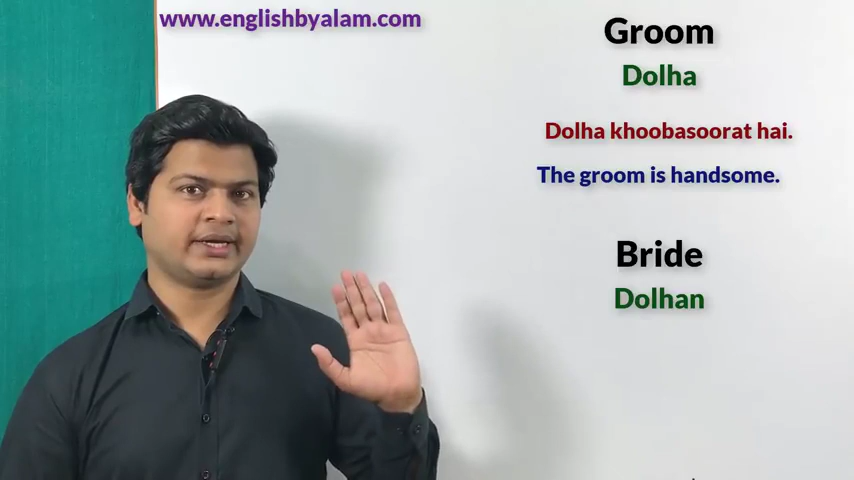 www.englishbyalam.com
Groom
Dolha
Dolha khoobasoorat hai.
The groom is handsome.
Bride
Dolhan